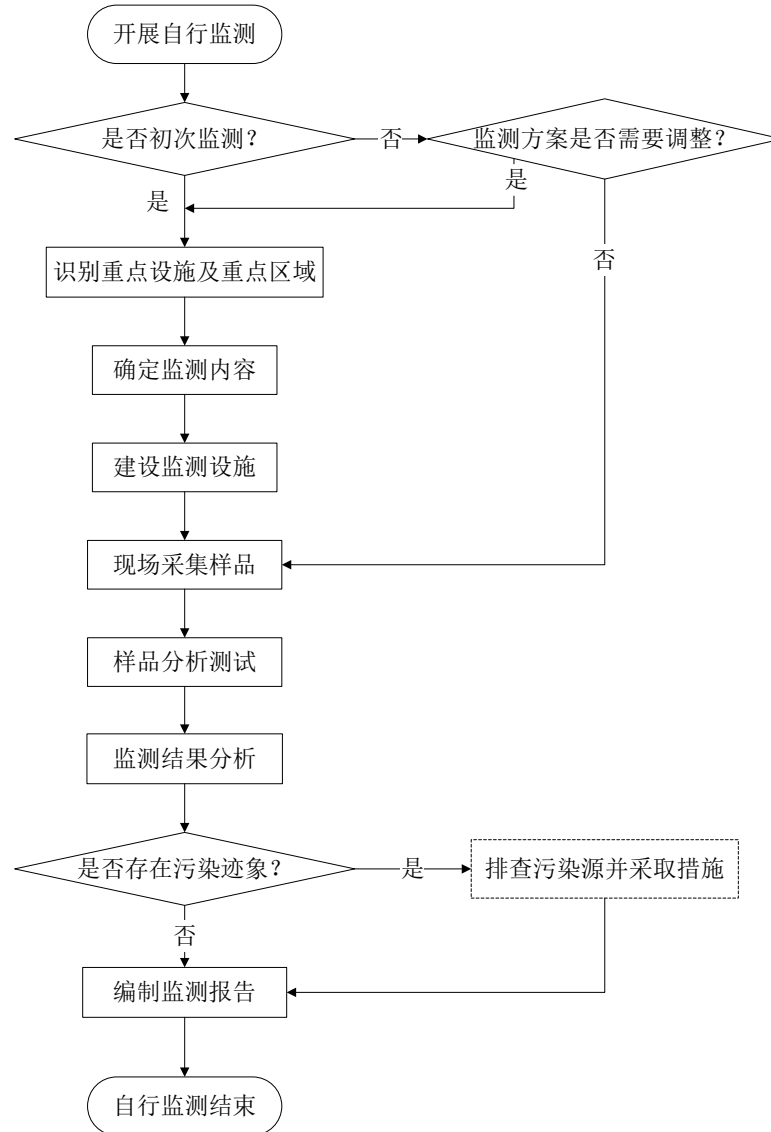 开展自行监测
是否初次监测？
否
监测方案是否需要调整？
是
是
识别重点设施及重点区域
否
确定监测内容
建设监测设施
现场采集样品
样品分析测试
监测结果分析
是否存在污染迹象？
是
排查污染源并采取措施
否
编制监测报告
自行监测结束